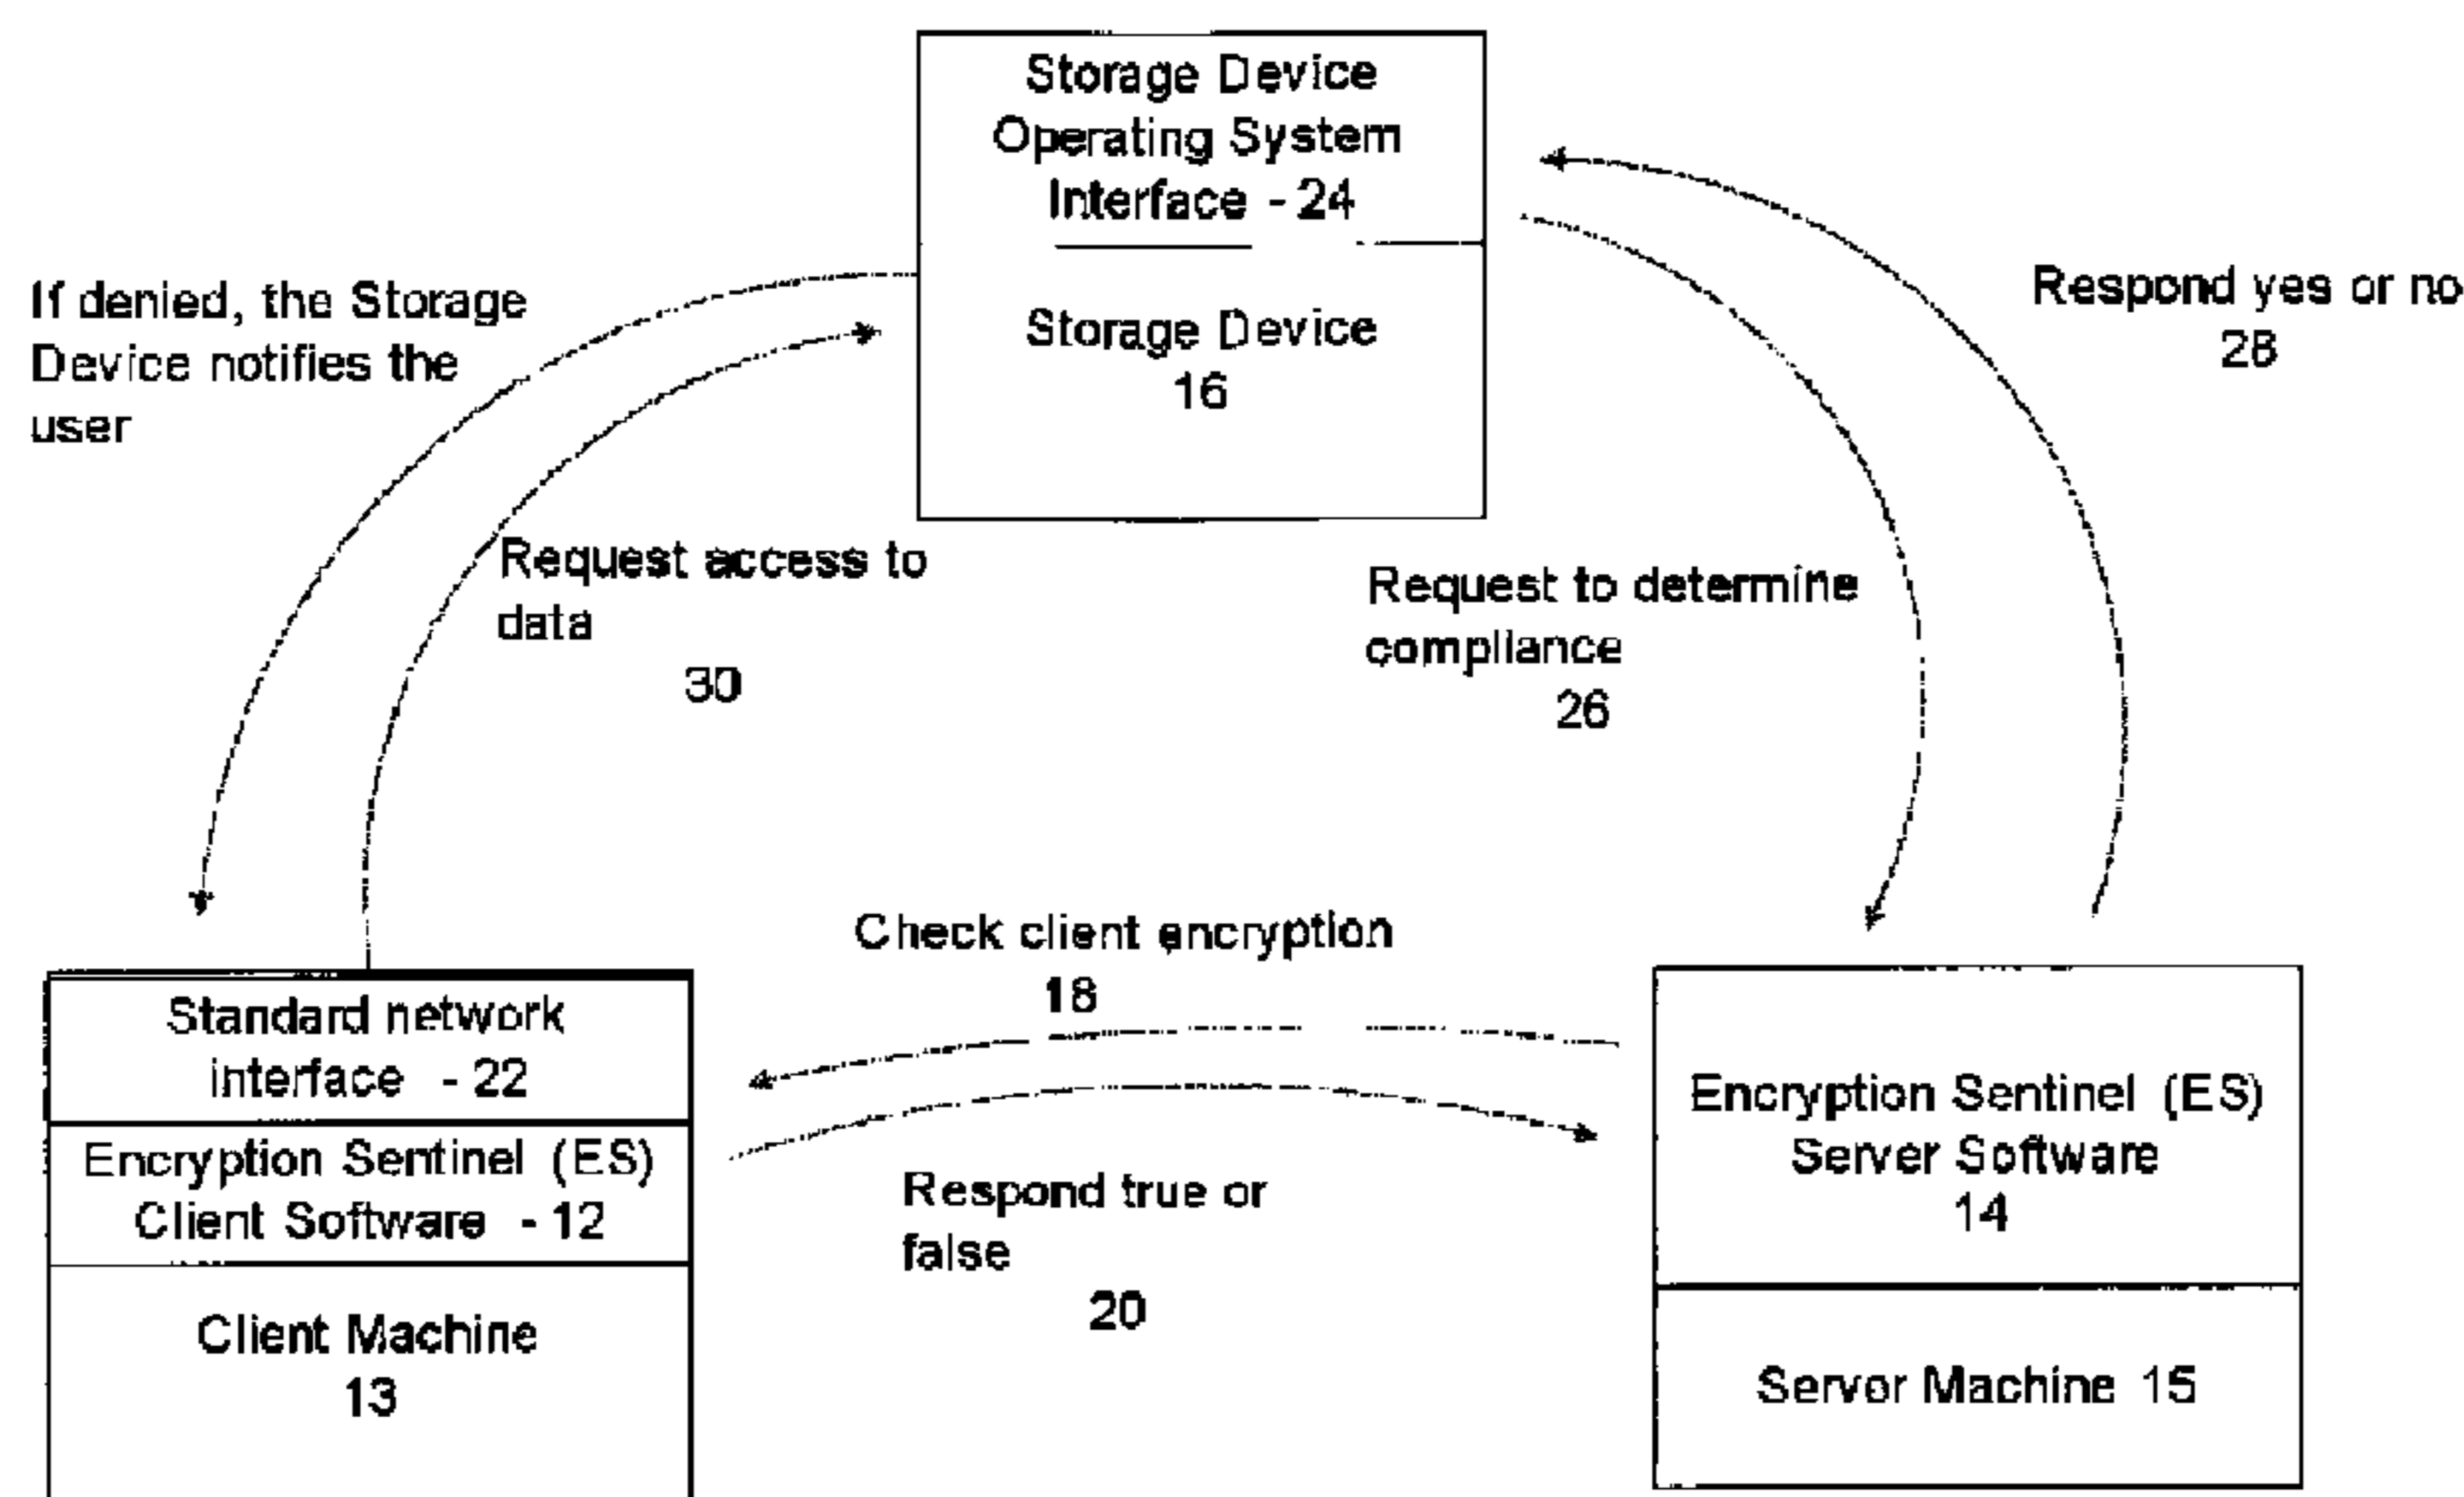 Storage Device
Operating System
Interface - 24
Storage Device
16
If denied, the Storage
Device notifies the
user
Respond yes or no
28
Request access to
data
30
Request to determine
compliance
26
Check client encryption
18
Respond true or
false
20
Standard network
interface - 22
Encryption Sentinel (ES)
Client Software - 12
Client Machine
13
Encryption Sentinel (ES)
Server Software
14
Server Machine 15